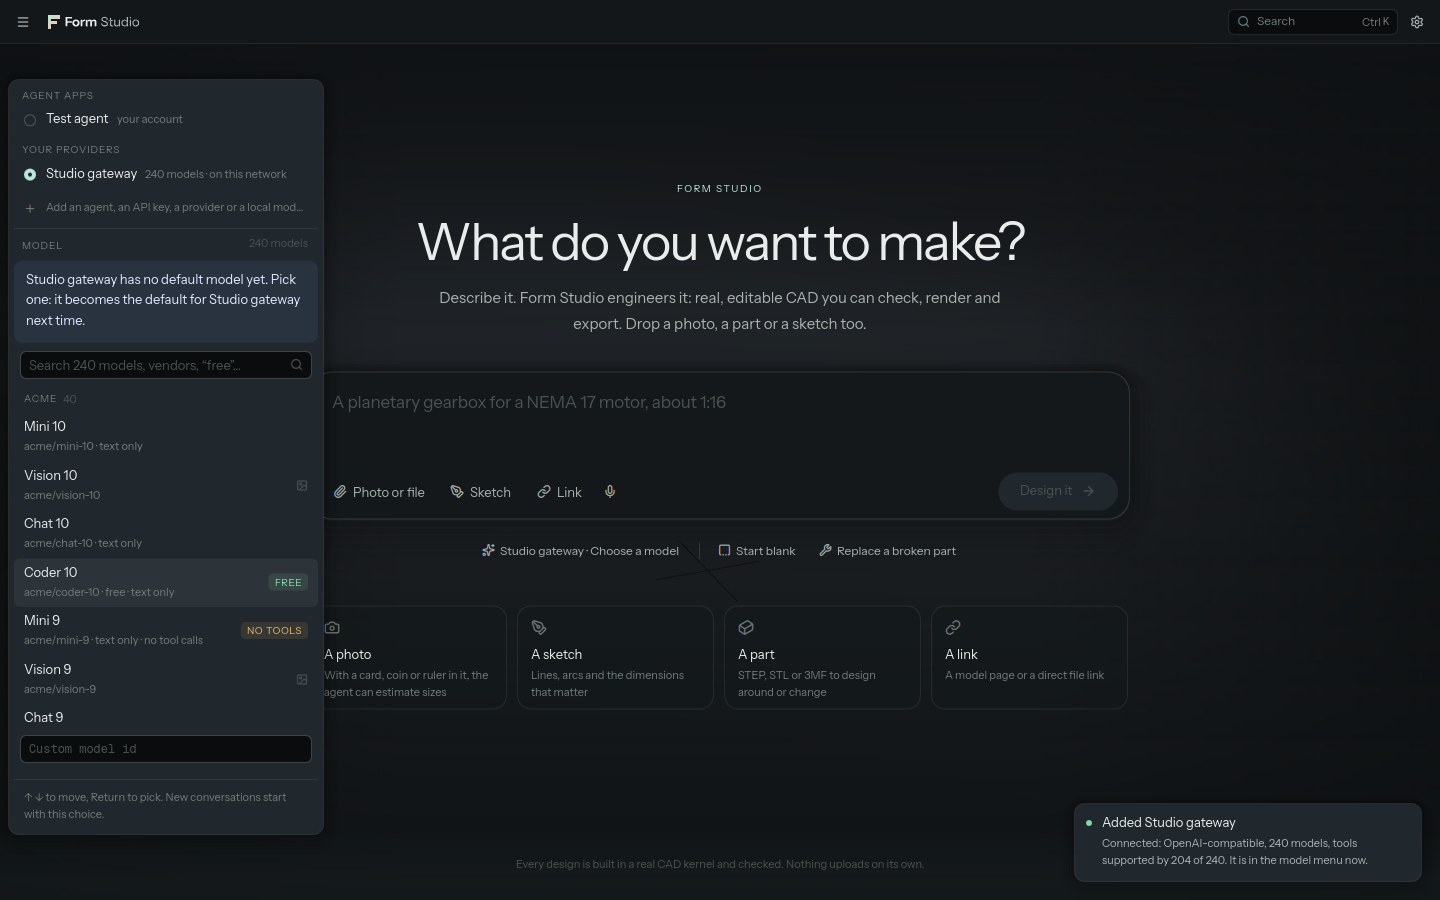 Form Studio
Search
Ctrl K
AGENT APPS
Test agent your account
YOUR PROVIDERS
Studio gateway 240 models · on this network
Add an agent, an API key, a provider or a local mod...
MODEL 240 models
Studio gateway has no default model yet. Pick
one: it becomes the default for Studio gateway
next time.
Search 240 models, vendors, “free”...
ACME 40
Mini 10
acme/mini-10 · text only
Vision 10
acme/vision-10
Chat 10
acme/chat-10 · text only
Coder 10
acme/coder-10 · free · text only
FREE
Mini 9
acme/mini-9 · text only · no tool calls
NO TOOLS
Vision 9
acme/vision-9
Chat 9
Custom model id
↑ ↓ to move, Return to pick. New conversations start
with this choice.
FORM STUDIO
What do you want to make?
Describe it. Form Studio engineers it: real, editable CAD you can check, render and
export. Drop a photo, a part or a sketch too.
A planetary gearbox for a NEMA 17 motor, about 1:16
Photo or file
Sketch
Link
Design it →
Studio gateway · Choose a model
Start blank
Replace a broken part
A photo
With a card, coin or ruler in it, the
agent can estimate sizes
A sketch
Lines, arcs and the dimensions
that matter
A part
STEP, STL or 3MF to design
around or change
A link
A model page or a direct file link
Every design is built in a real CAD kernel and checked. Nothing uploads on its own.
Added Studio gateway
Connected: OpenAI-compatible, 240 models, tools
supported by 204 of 240. It is in the model menu now.